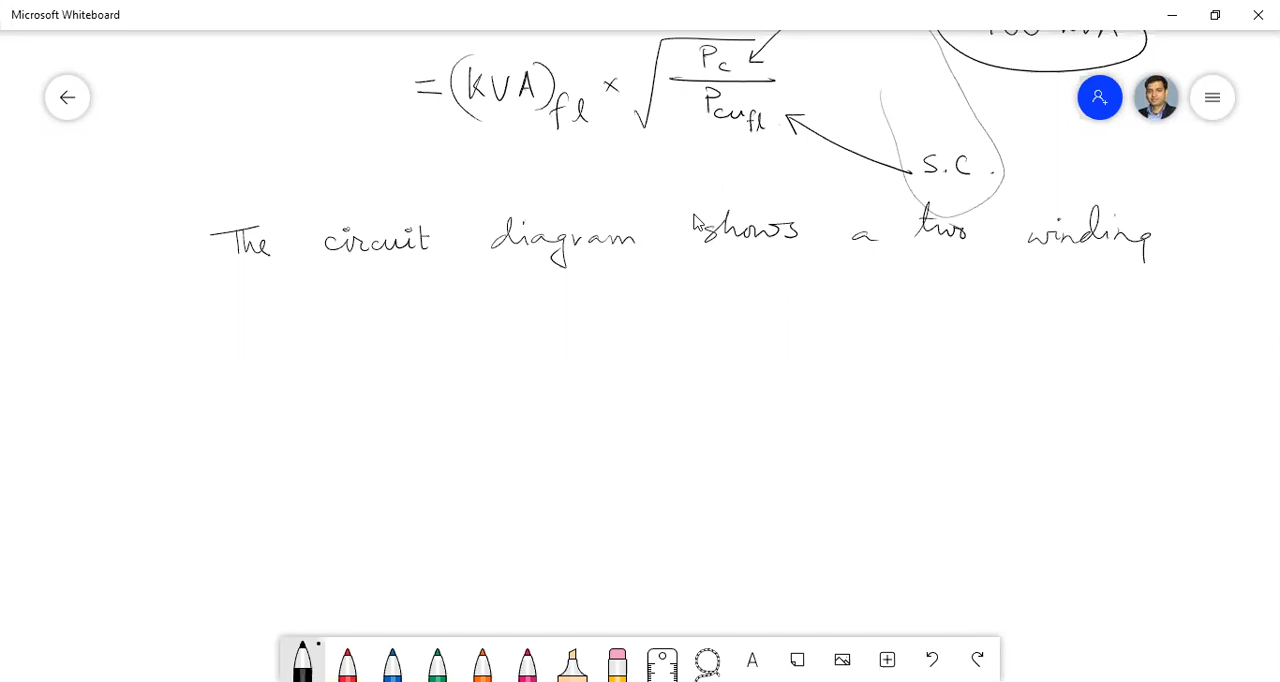 Microsoft Whiteboard
= (KVA)fl × √(Pc / Pcufl)
S.C.
The circuit diagram shows a two winding
A